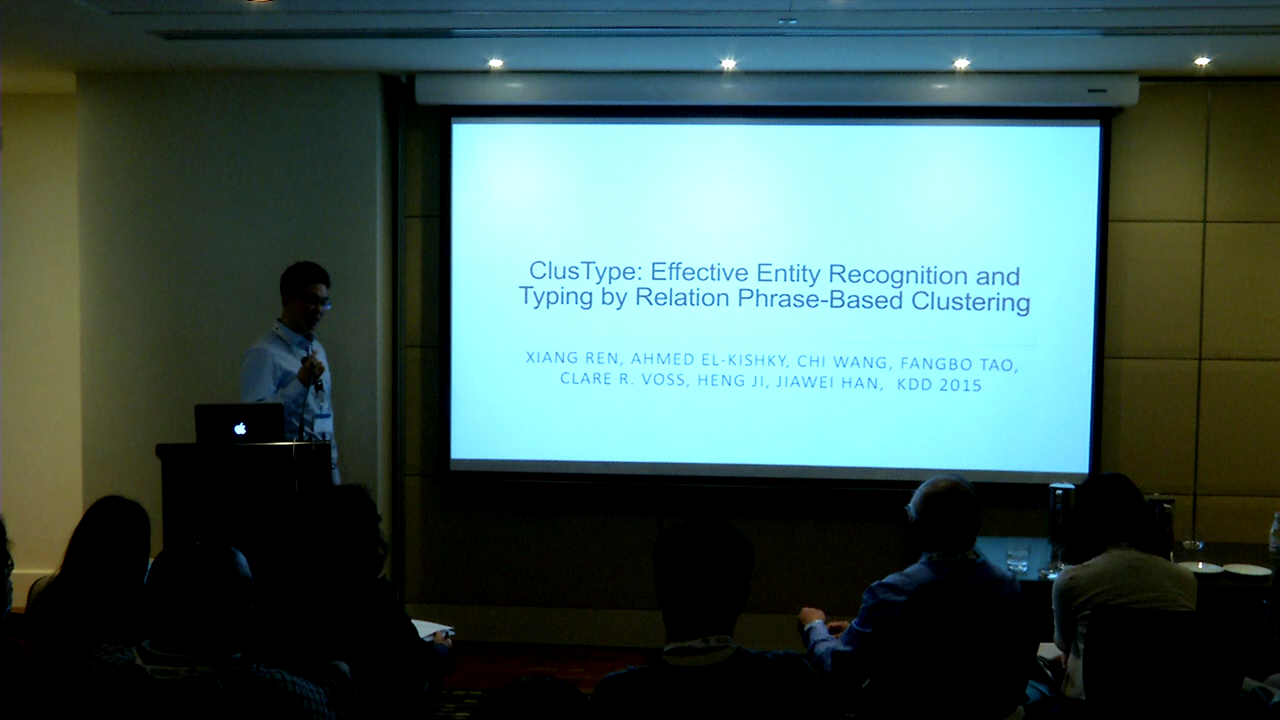 ClusType: Effective Entity Recognition and
Typing by Relation Phrase-Based Clustering
XIANG REN, AHMED EL-KISHKY, CHI WANG, FANGBO TAO,
CLARE R. VOSS, HENG JI, JIAWEI HAN, KDD 2015